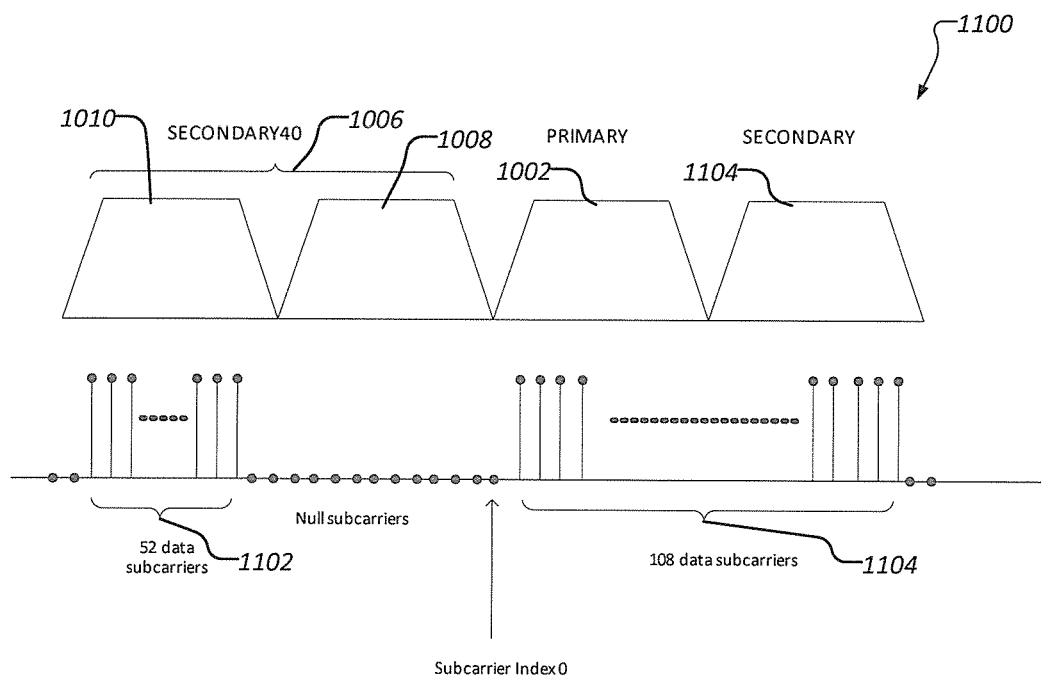 1100
1010
SECONDARY40
1006
1008
PRIMARY
1002
SECONDARY
1104
52 data
subcarriers
1102
Null subcarriers
108 data subcarriers
1104
Subcarrier Index 0